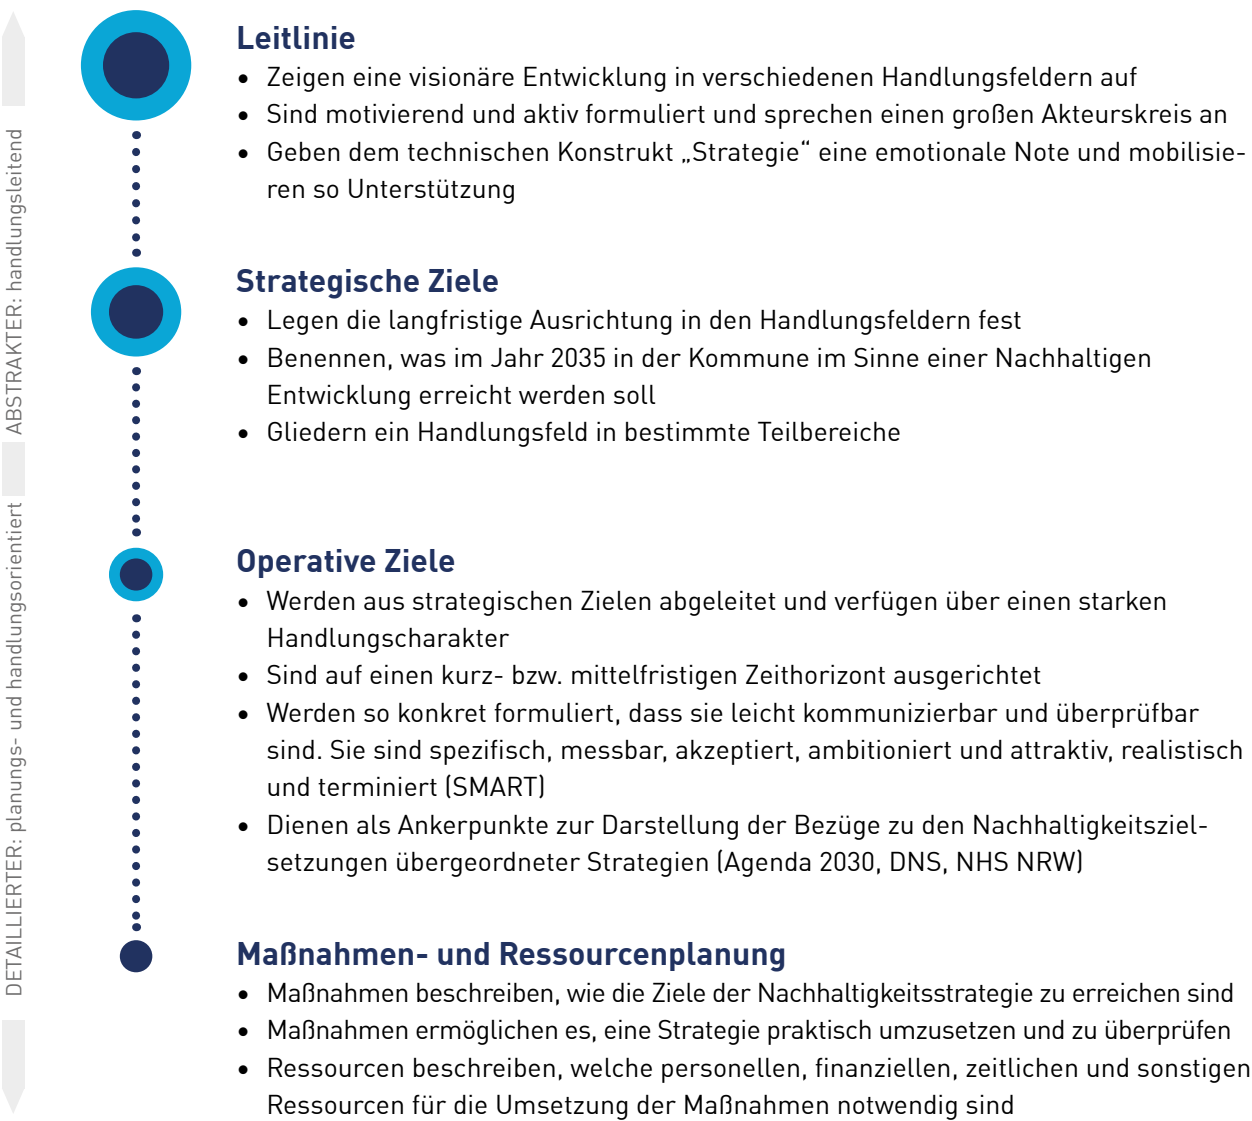 Leitlinie
• Zeigen eine visionäre Entwicklung in verschiedenen Handlungsfeldern auf
• Sind motivierend und aktiv formuliert und sprechen einen großen Akteurskreis an
• Geben dem technischen Konstrukt „Strategie“ eine emotionale Note und mobilisie-
ren so Unterstützung
Strategische Ziele
• Legen die langfristige Ausrichtung in den Handlungsfeldern fest
• Benennen, was im Jahr 2035 in der Kommune im Sinne einer Nachhaltigen
Entwicklung erreicht werden soll
• Gliedern ein Handlungsfeld in bestimmte Teilbereiche
Operative Ziele
• Werden aus strategischen Zielen abgeleitet und verfügen über einen starken
Handlungscharakter
• Sind auf einen kurz- bzw. mittelfristigen Zeithorizont ausgerichtet
• Werden so konkret formuliert, dass sie leicht kommunizierbar und überprüfbar
sind. Sie sind spezifisch, messbar, akzeptiert, ambitioniert und attraktiv, realistisch
und terminiert (SMART)
• Dienen als Ankerpunkte zur Darstellung der Bezüge zu den Nachhaltigkeitsziel-
setzungen übergeordneter Strategien (Agenda 2030, DNS, NHS NRW)
Maßnahmen- und Ressourcenplanung
• Maßnahmen beschreiben, wie die Ziele der Nachhaltigkeitsstrategie zu erreichen sind
• Maßnahmen ermöglichen es, eine Strategie praktisch umzusetzen und zu überprüfen
• Ressourcen beschreiben, welche personellen, finanziellen, zeitlichen und sonstigen
Ressourcen für die Umsetzung der Maßnahmen notwendig sind
ABSTRAKTER: handlungsleitend
DETAILLIERTER: planungs- und handlungsorientiert